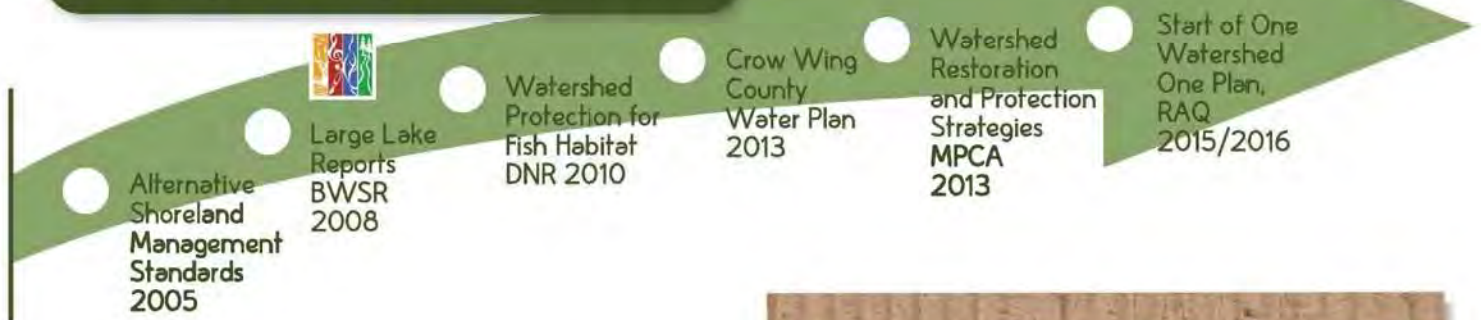 Alternative
Shoreland
Management
Standards
2005
Large Lake
Reports
BWSR
2008
Watershed
Protection for
Fish Habitat
DNR 2010
Crow Wing
County
Water Plan
2013
Watershed
Restoration
and Protection
Strategies
MPCA
2013
Start of One
Watershed
One Plan,
RAQ
2015/2016